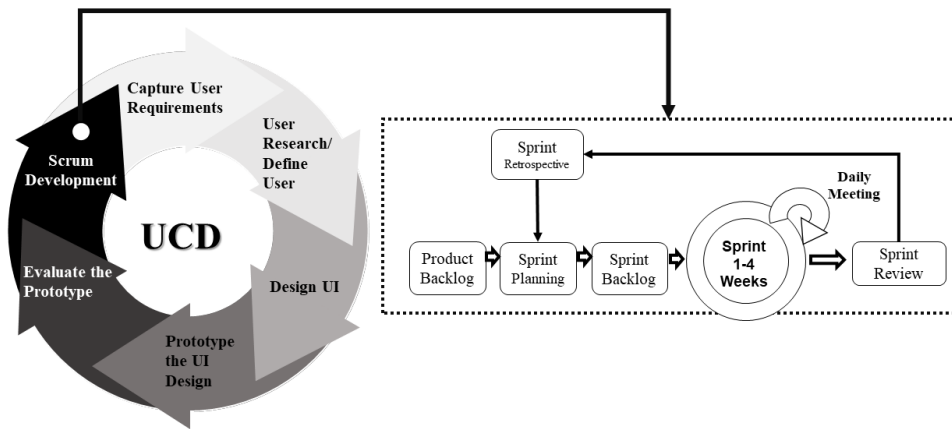 Capture User
Requirements
User
Research/
Define
User
Design UI
Prototype
the UI
Design
Evaluate the
Prototype
Scrum
Development
UCD
Sprint
Retrospective
Daily
Meeting
Product
Backlog
Sprint
Planning
Sprint
Backlog
Sprint
1-4
Weeks
Sprint
Review